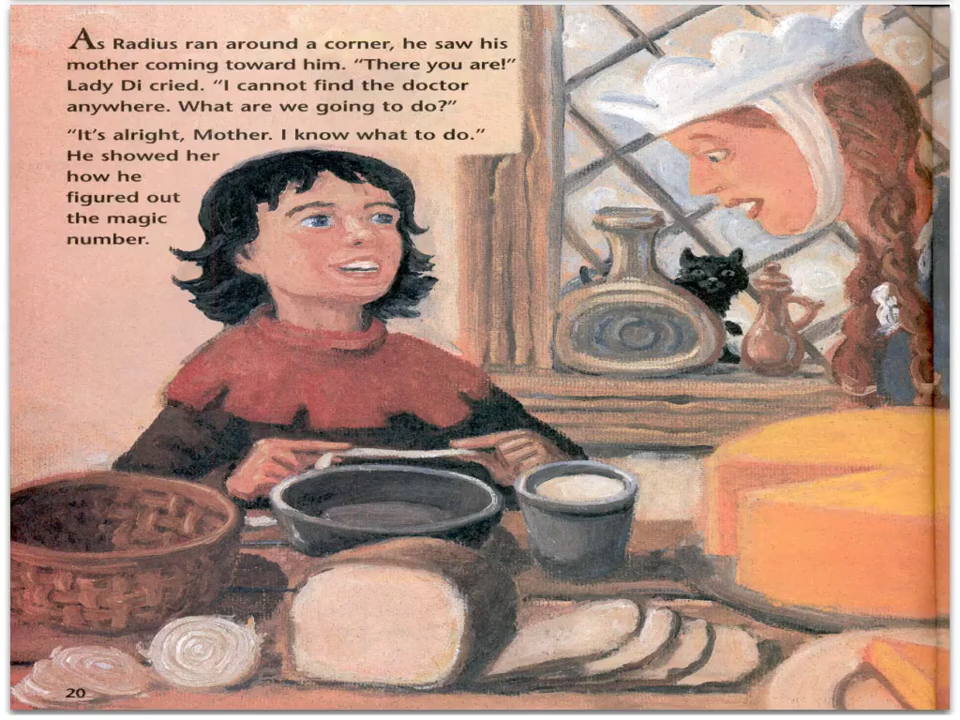 As Radius ran around a corner, he saw his
mother coming toward him. “There you are!”
Lady Di cried. “I cannot find the doctor
anywhere. What are we going to do?”
“It’s alright, Mother. I know what to do.”
He showed her
how he
figured out
the magic
number.
20